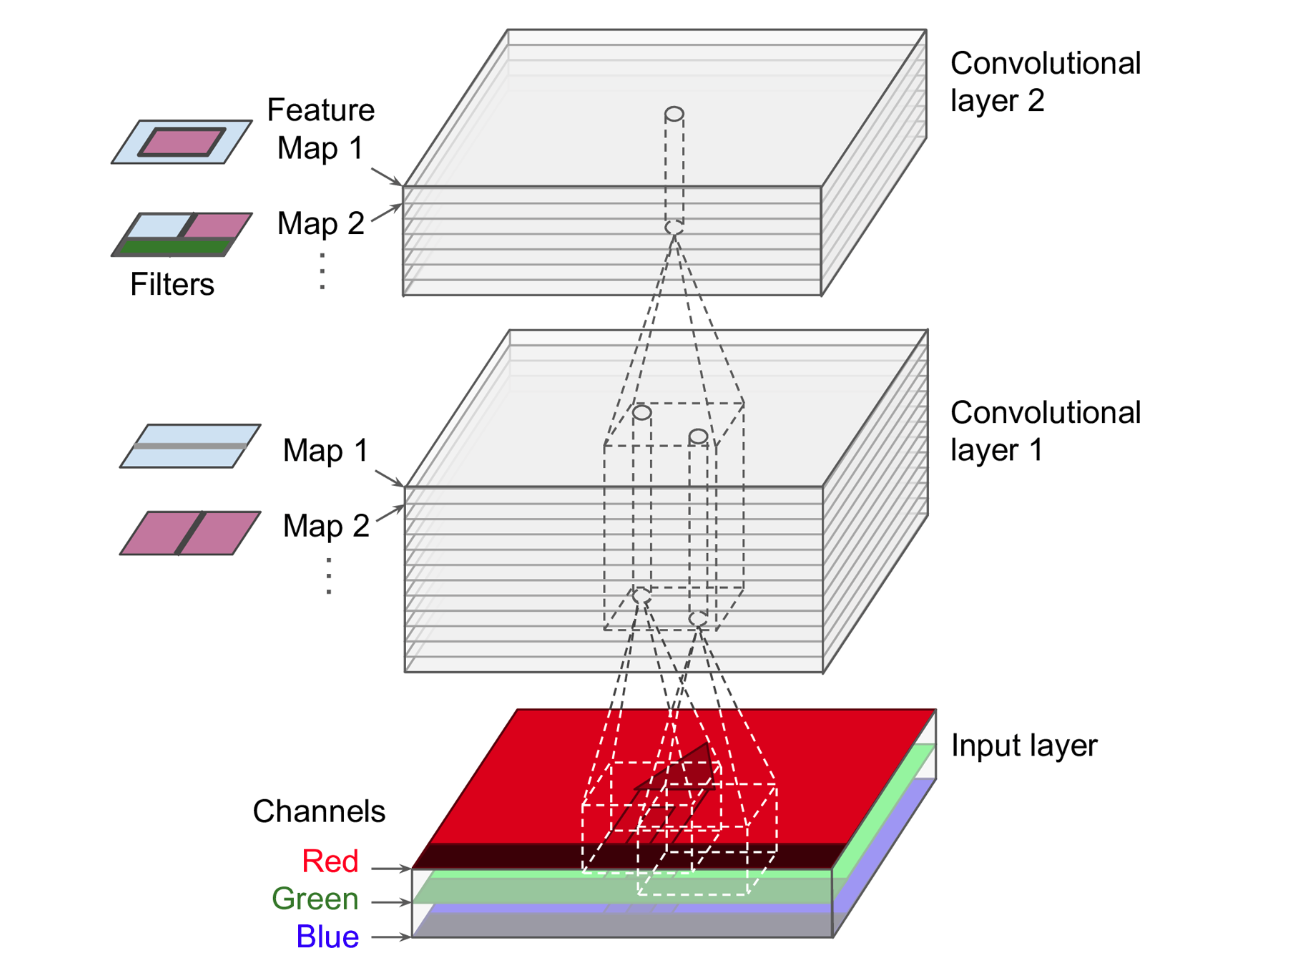 Convolutional
layer 2
Feature
Map 1
Map 2
Filters
Convolutional
layer 1
Map 1
Map 2
Input layer
Channels
Red
Green
Blue